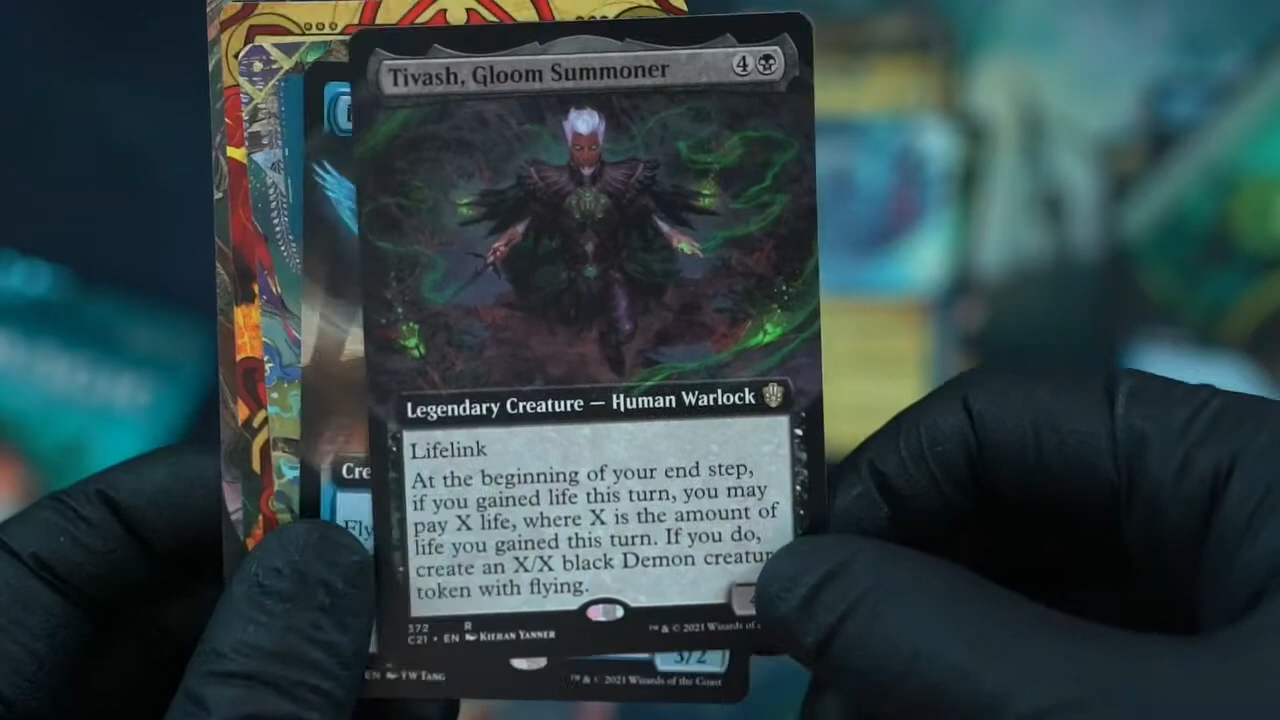 Tivash, Gloom Summoner 4
Legendary Creature — Human Warlock
Lifelink
At the beginning of your end step,
if you gained life this turn, you may
pay X life, where X is the amount of
life you gained this turn. If you do,
create an X/X black Demon creatur
token with flying.
372 R
C21 • EN KIERAN YANNER
™ & © 2021 Wizards of
Cre
Fly
3/2
EN YW TANG
™ & © 2021 Wizards of the Coast